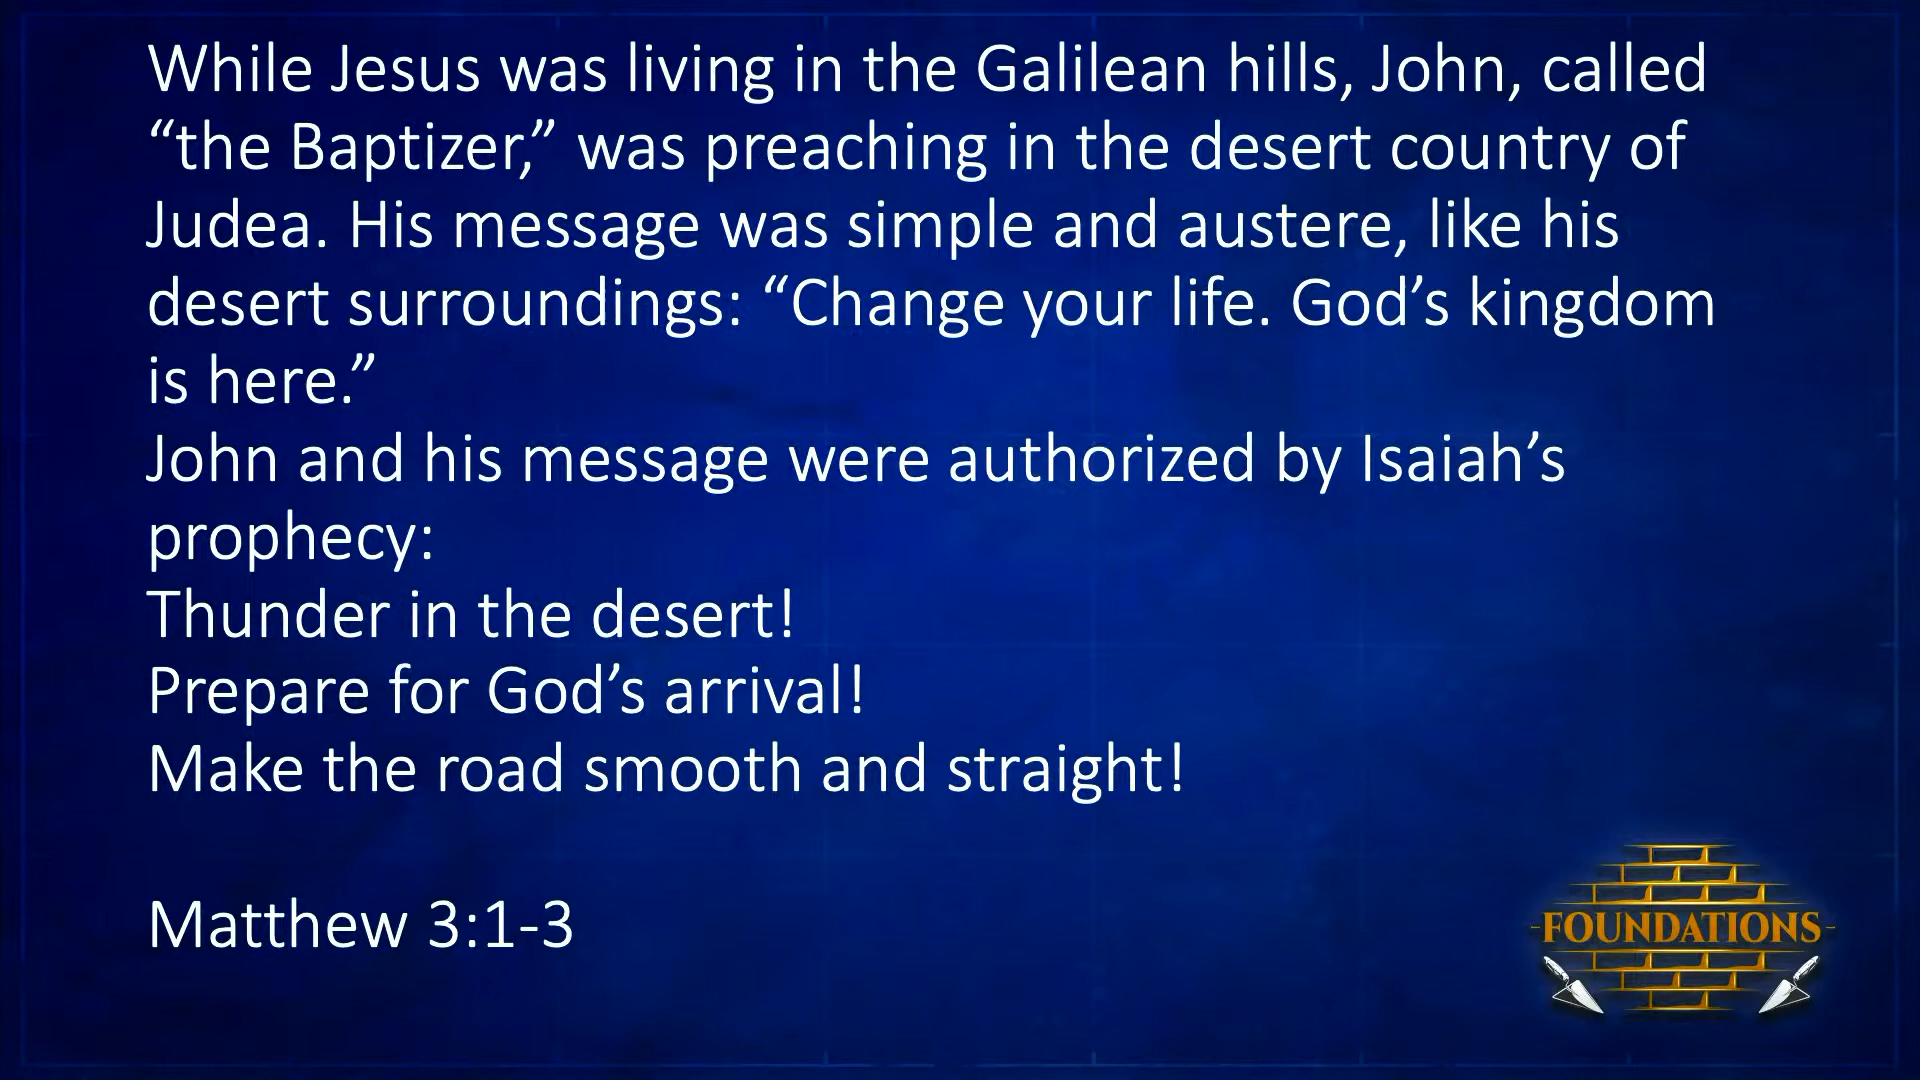 While Jesus was living in the Galilean hills, John, called
“the Baptizer,” was preaching in the desert country of
Judea. His message was simple and austere, like his
desert surroundings: “Change your life. God’s kingdom
is here.”
John and his message were authorized by Isaiah’s
prophecy:
Thunder in the desert!
Prepare for God’s arrival!
Make the road smooth and straight!
Matthew 3:1-3
-FOUNDATIONS-